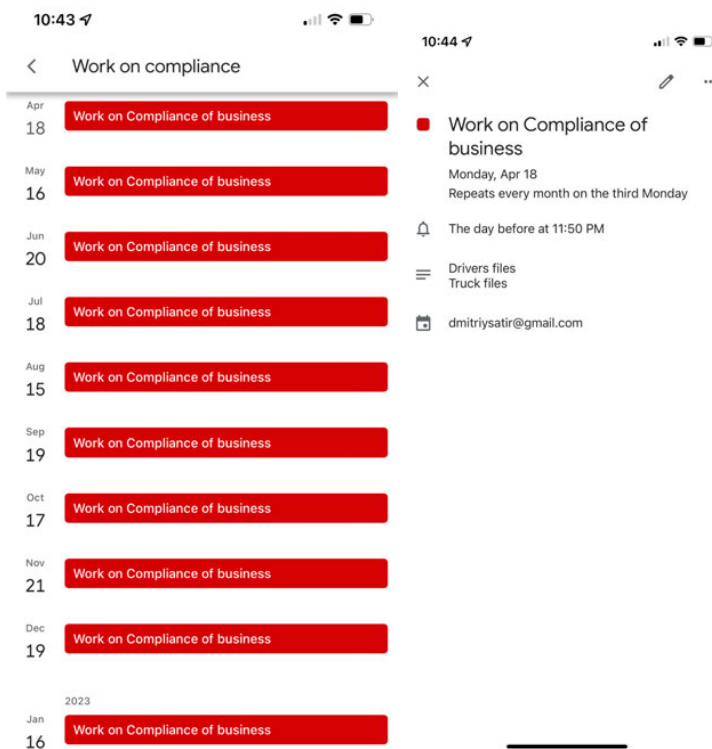 10:43
Work on compliance
Apr
18
Work on Compliance of business
May
16
Work on Compliance of business
Jun
20
Work on Compliance of business
Jul
18
Work on Compliance of business
Aug
15
Work on Compliance of business
Sep
19
Work on Compliance of business
Oct
17
Work on Compliance of business
Nov
21
Work on Compliance of business
Dec
19
Work on Compliance of business
2023
Jan
16
Work on Compliance of business
10:44
Work on Compliance of
business
Monday, Apr 18
Repeats every month on the third Monday
The day before at 11:50 PM
Drivers files
Truck files
dmitriysatir@gmail.com